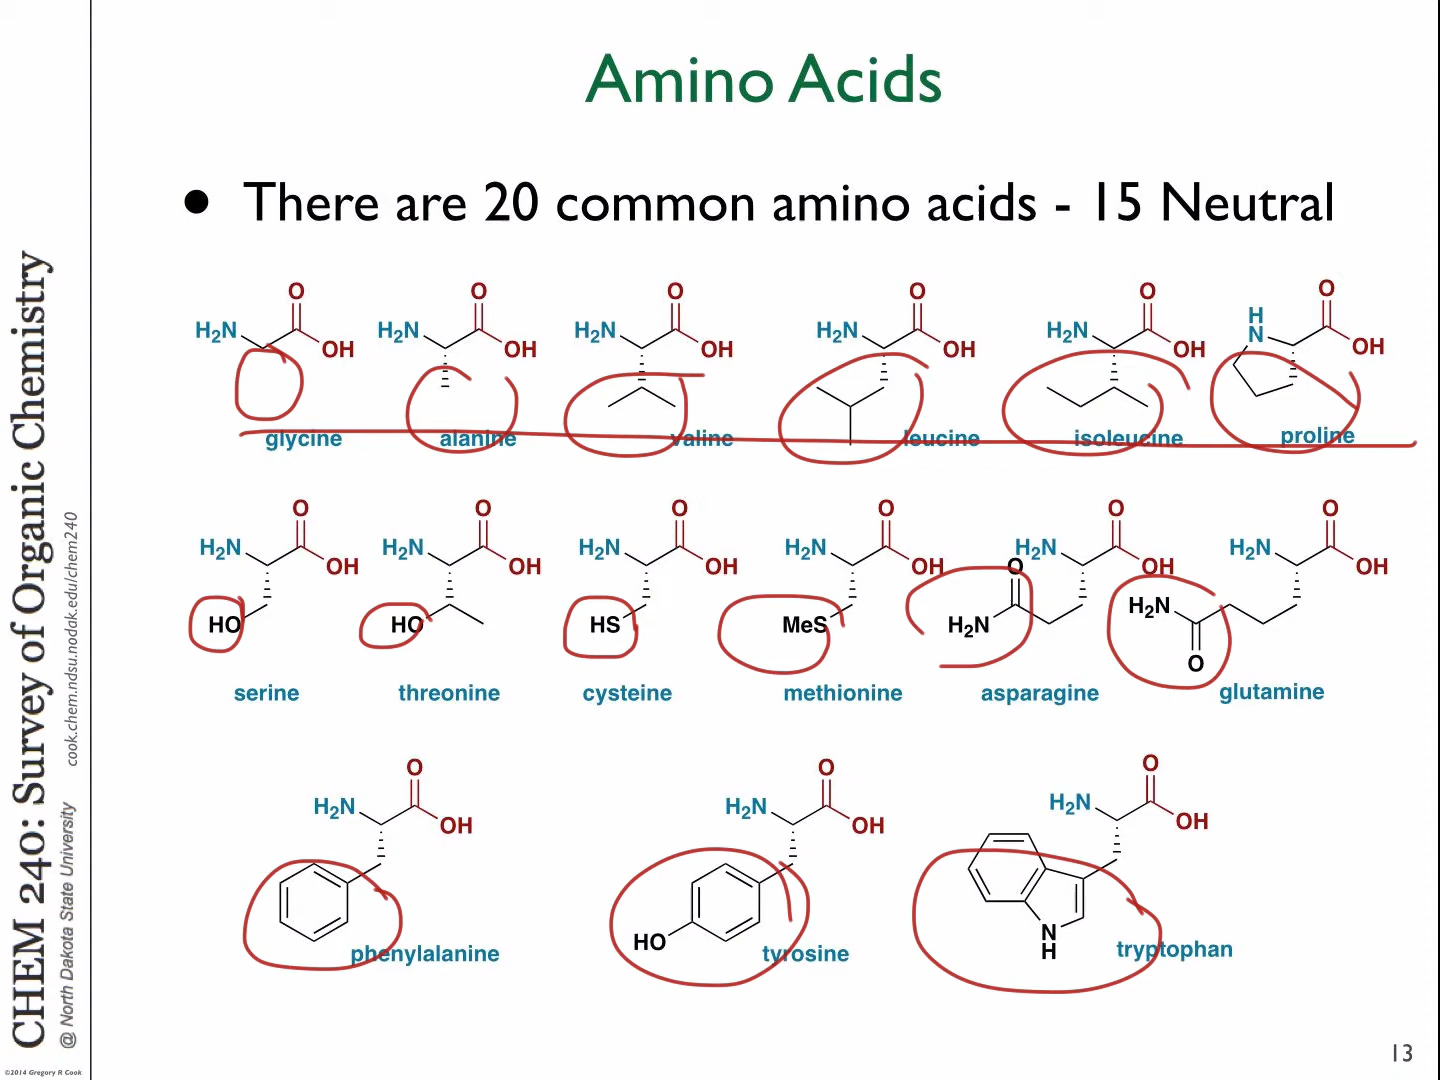 Amino Acids
• There are 20 common amino acids - 15 Neutral
O O O O O O
H₂N OH H₂N OH H₂N OH H₂N OH H₂N OH H N OH
glycine alanine valine leucine isoleucine proline
O O O O O O
H₂N OH H₂N OH H₂N OH H₂N OH H₂N OH H₂N OH
HO HO HS MeS H₂N O H₂N O
serine threonine cysteine methionine asparagine glutamine
O O O
H₂N OH H₂N OH H₂N OH
HO N H
phenylalanine tyrosine tryptophan
13
CHEM 240: Survey of Organic Chemistry
@ North Dakota State University cook.chem.ndsu.nodak.edu/chem240
©2014 Gregory R Cook